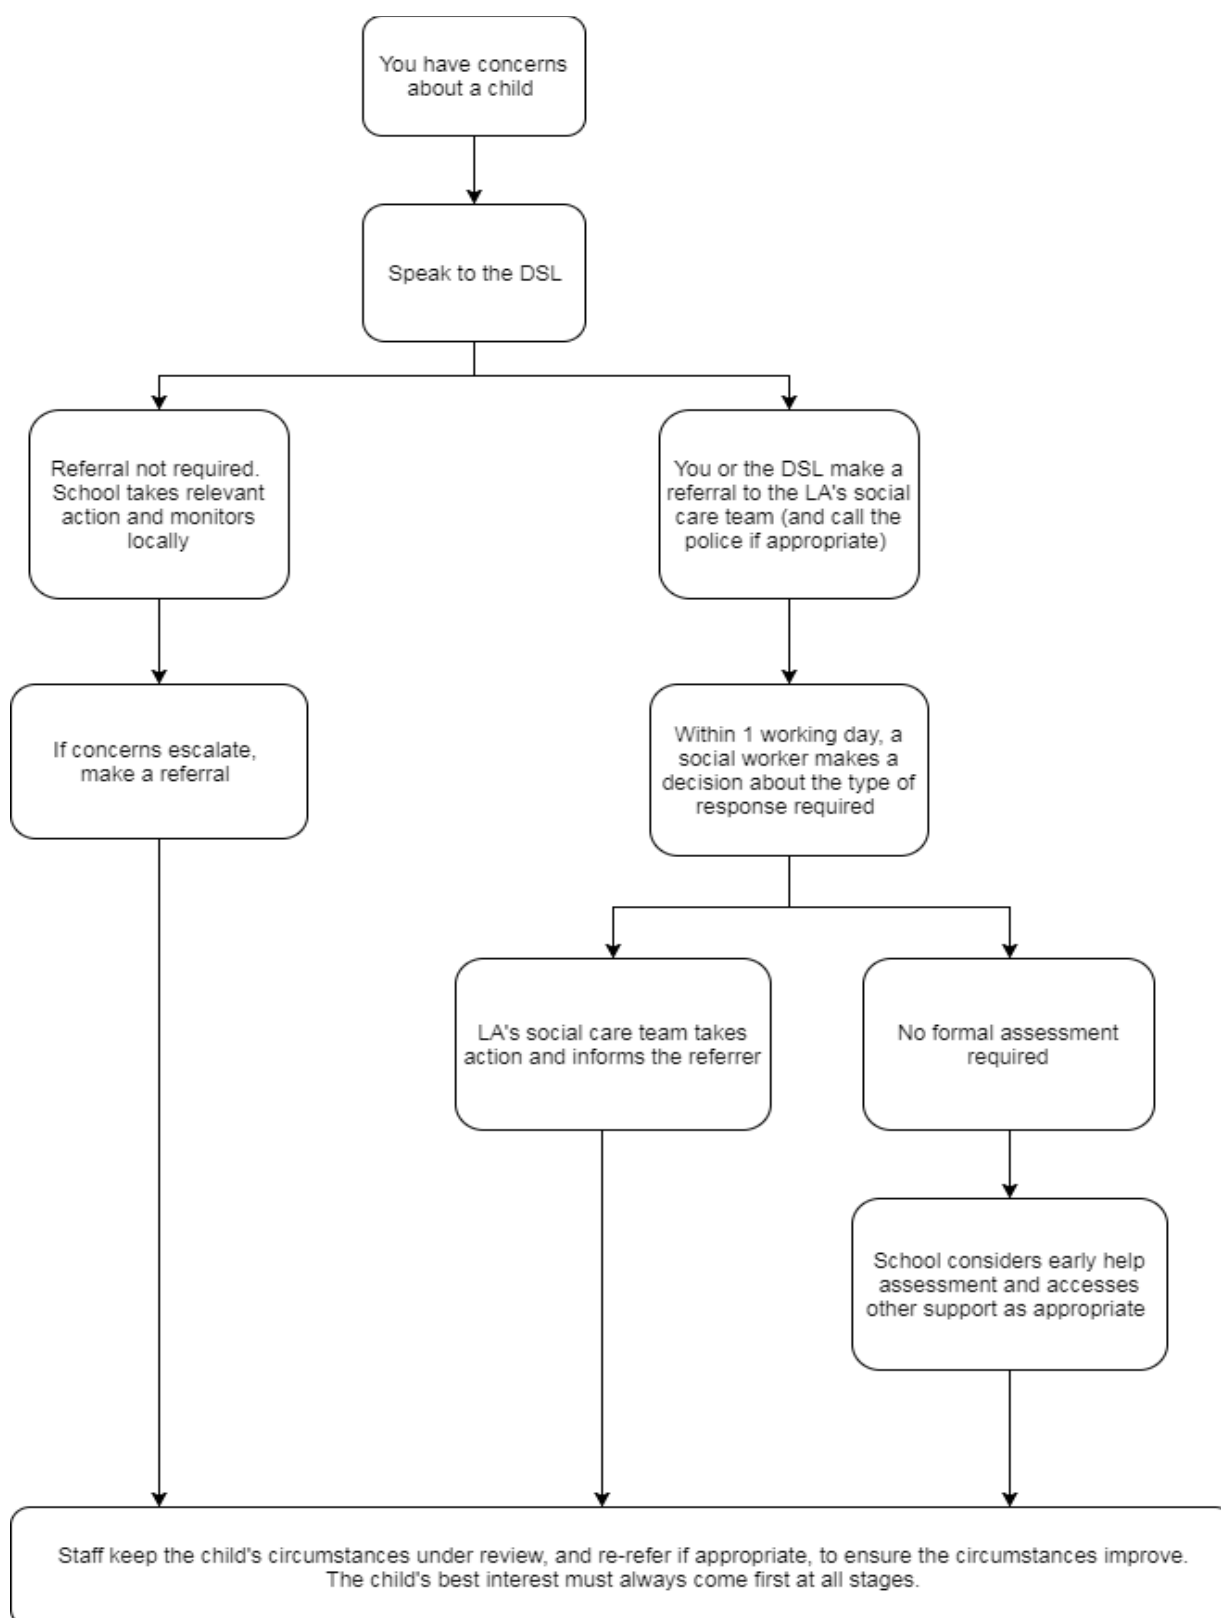 You have concerns
about a child
Speak to the DSL
Referral not required.
School takes relevant
action and monitors
locally
You or the DSL make a
referral to the LA's social
care team (and call the
police if appropriate)
If concerns escalate,
make a referral
Within 1 working day, a
social worker makes a
decision about the type of
response required
LA's social care team takes
action and informs the referrer
No formal assessment
required
School considers early help
assessment and accesses
other support as appropriate
Staff keep the child's circumstances under review, and re-refer if appropriate, to ensure the circumstances improve.
The child's best interest must always come first at all stages.